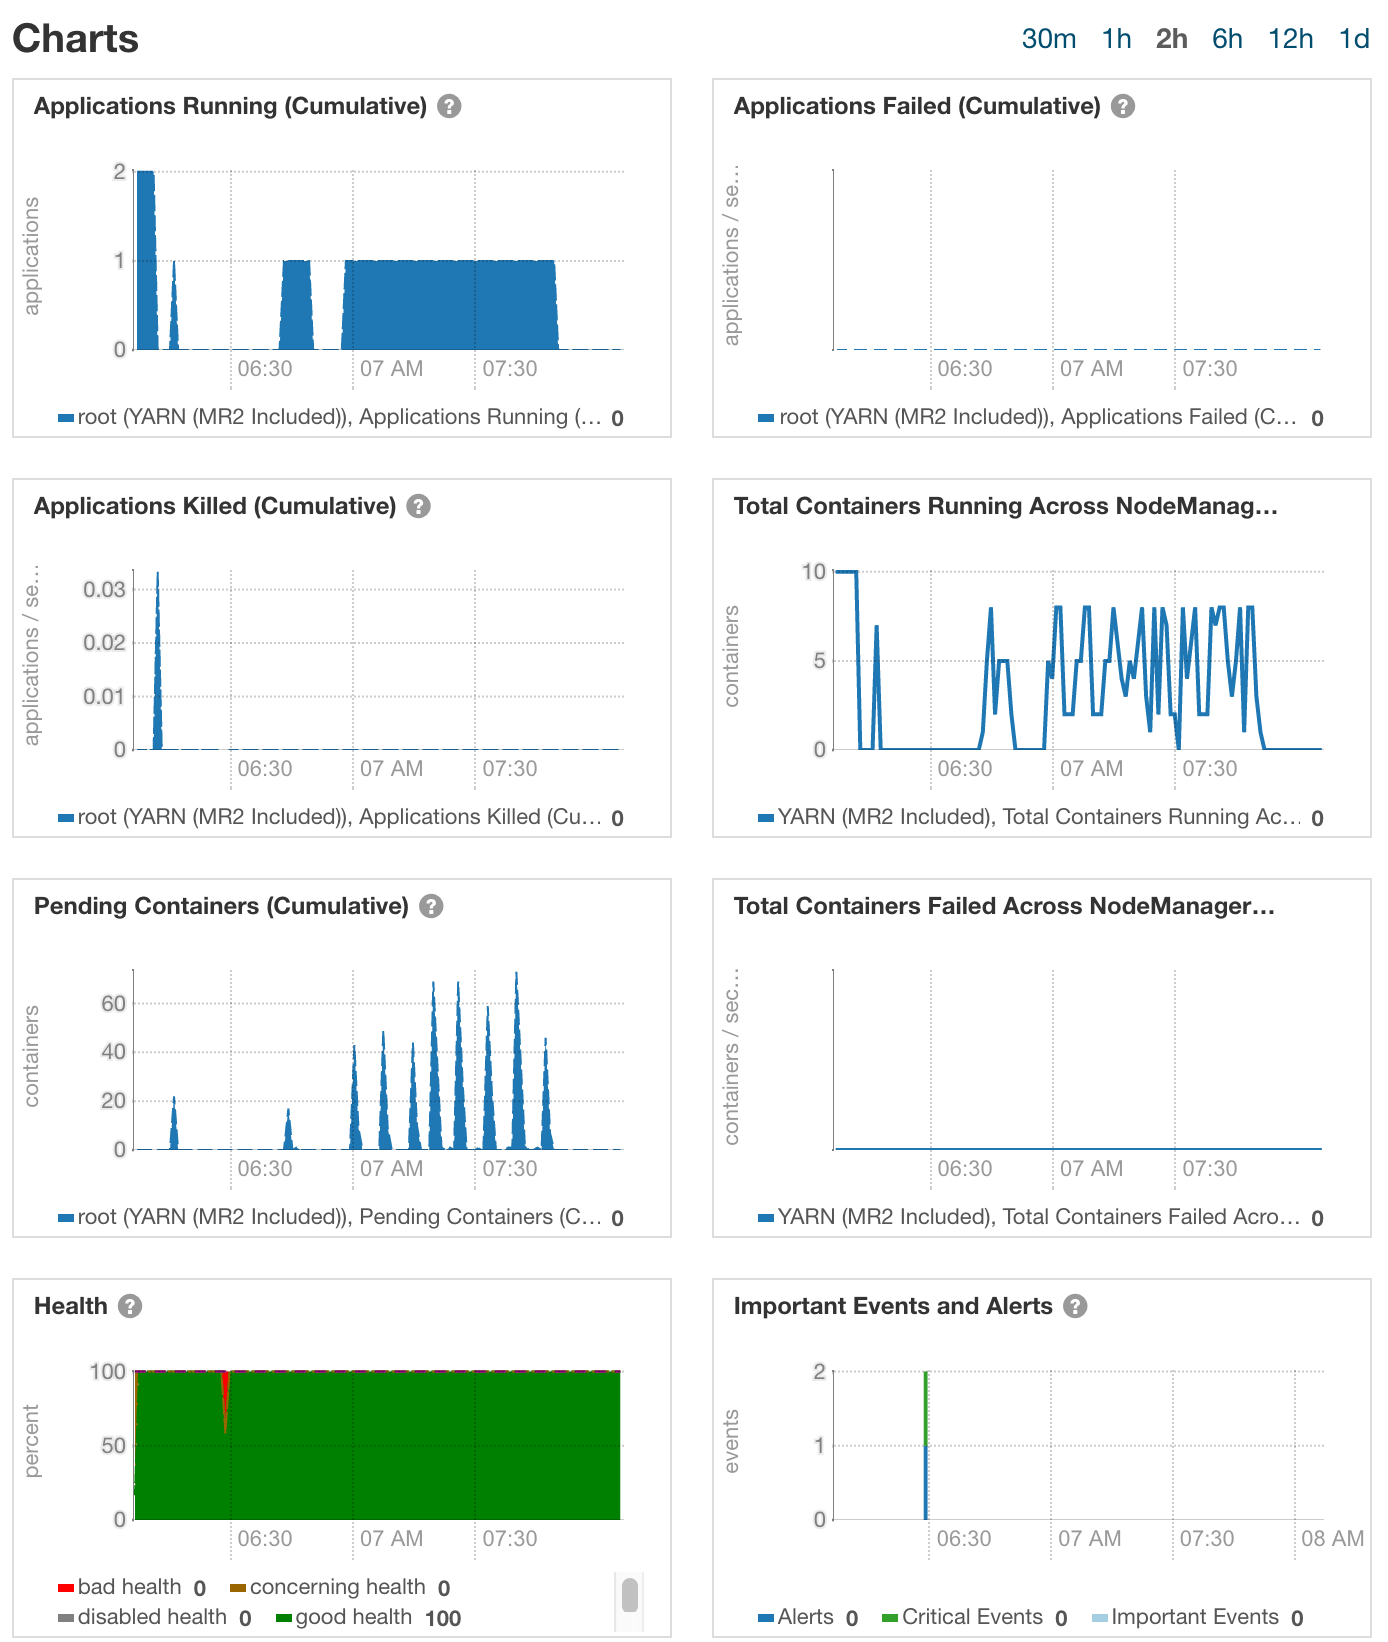 Charts
30m 1h 2h 6h 12h 1d
Applications Running (Cumulative) ?
applications
2
1
0
06:30 07 AM 07:30
root (YARN (MR2 Included)), Applications Running (... 0
Applications Failed (Cumulative) ?
applications / se...
06:30 07 AM 07:30
root (YARN (MR2 Included)), Applications Failed (C... 0
Applications Killed (Cumulative) ?
applications / se...
0.03
0.02
0.01
0
06:30 07 AM 07:30
root (YARN (MR2 Included)), Applications Killed (Cu... 0
Total Containers Running Across NodeManag...
containers
10
5
0
06:30 07 AM 07:30
YARN (MR2 Included), Total Containers Running Ac... 0
Pending Containers (Cumulative) ?
containers
60
40
20
0
06:30 07 AM 07:30
root (YARN (MR2 Included)), Pending Containers (C... 0
Total Containers Failed Across NodeManager...
containers / sec...
06:30 07 AM 07:30
YARN (MR2 Included), Total Containers Failed Acro... 0
Health ?
percent
100
50
0
06:30 07 AM 07:30
bad health 0 concerning health 0
disabled health 0 good health 100
Important Events and Alerts ?
events
2
1
0
06:30 07 AM 07:30 08 AM
Alerts 0 Critical Events 0 Important Events 0